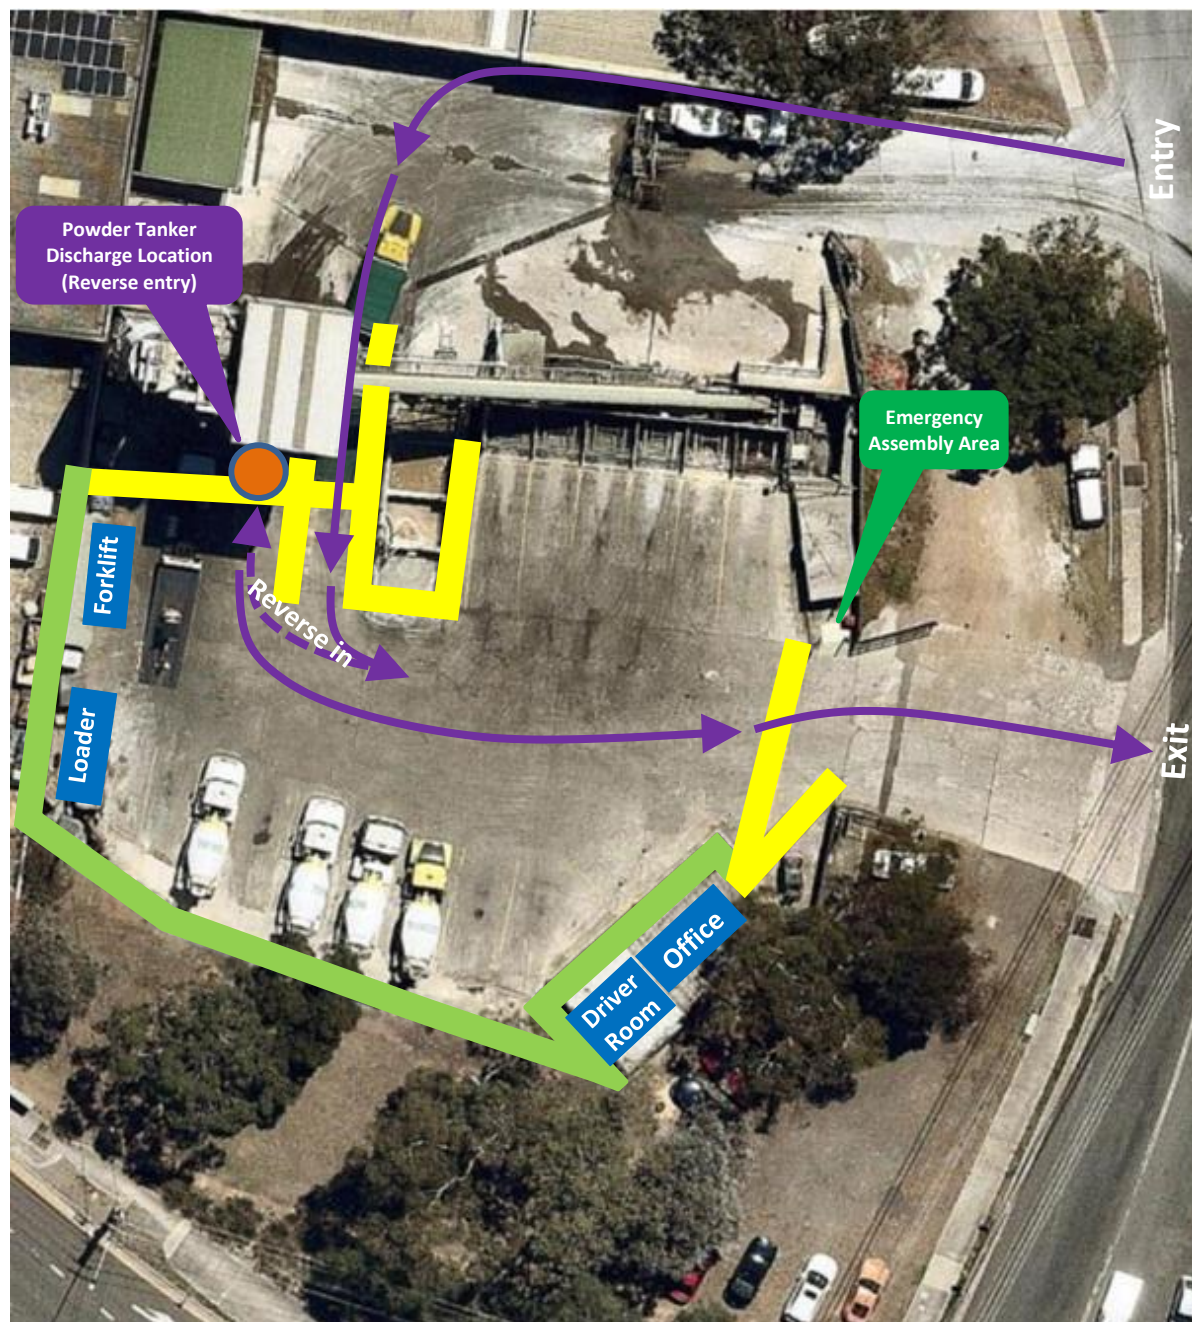 Entry
Powder Tanker
Discharge Location
(Reverse entry)
Emergency
Assembly Area
Forklift
Reverse in
Loader
Exit
Office
Driver
Room